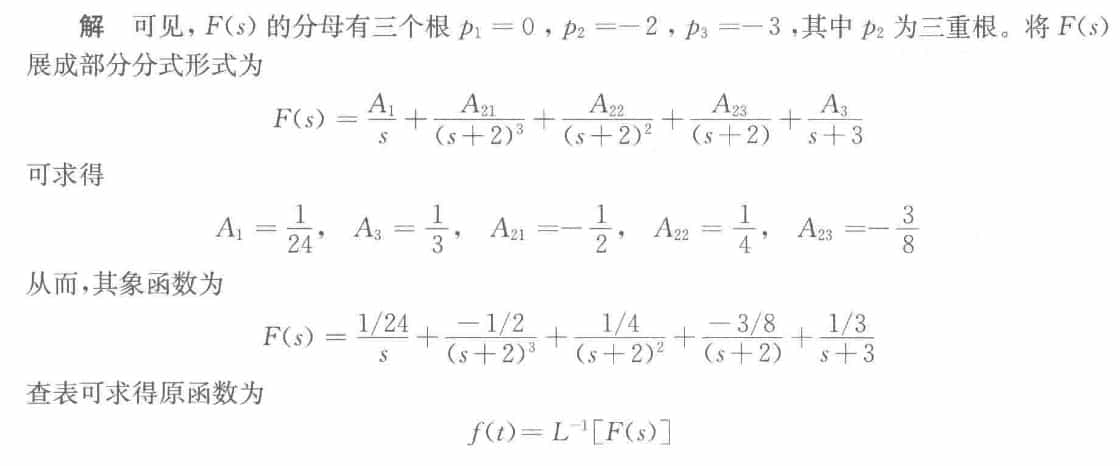 解 可见,F(s)的分母有三个根 p₁=0,p₂=-2,p₃=-3,其中 p₂ 为三重根。将 F(s)
展成部分分式形式为
F(s) = A₁/s + A₂₁/(s+2)³ + A₂₂/(s+2)² + A₂₃/(s+2) + A₃/(s+3)
可求得
A₁ = 1/24, A₃ = 1/3, A₂₁ =- 1/2, A₂₂ = 1/4, A₂₃ =- 3/8
从而,其象函数为
F(s) = (1/24)/s + (-1/2)/(s+2)³ + (1/4)/(s+2)² + (-3/8)/(s+2) + (1/3)/(s+3)
查表可求得原函数为
f(t)= L⁻¹[F(s)]